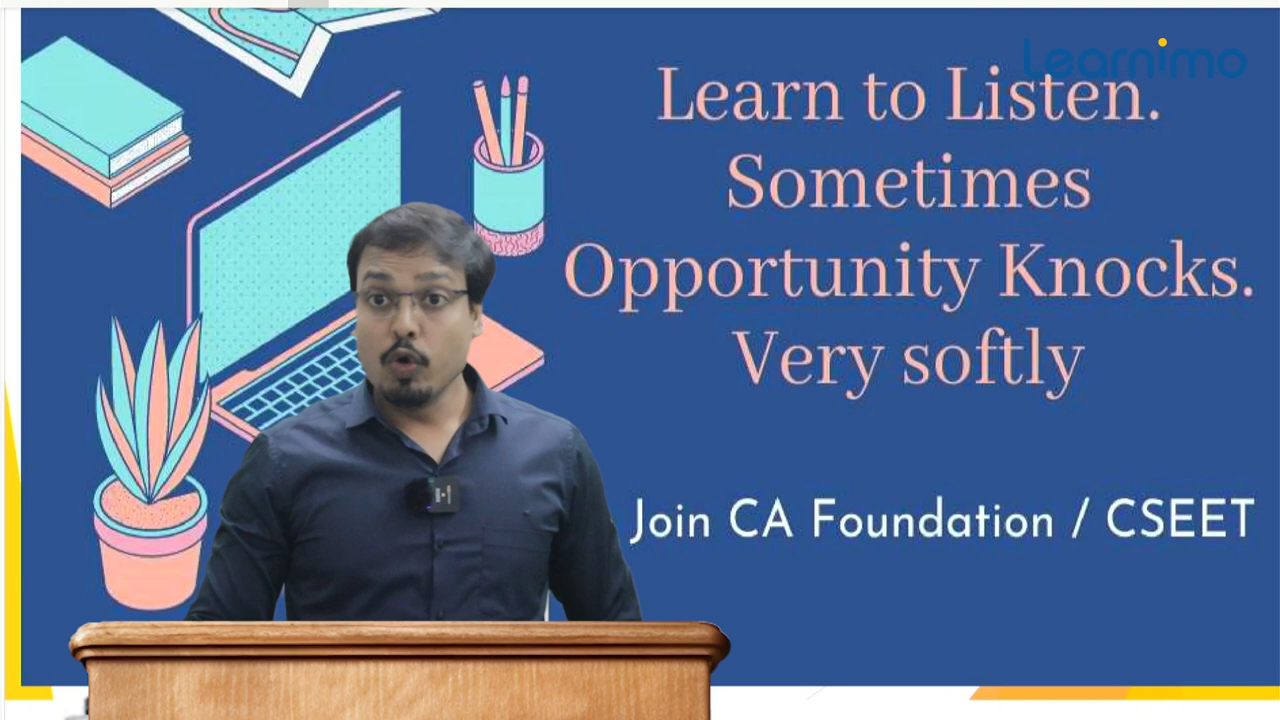 Learnimo
Learn to Listen.
Sometimes
Opportunity Knocks.
Very softly
Join CA Foundation / CSEET